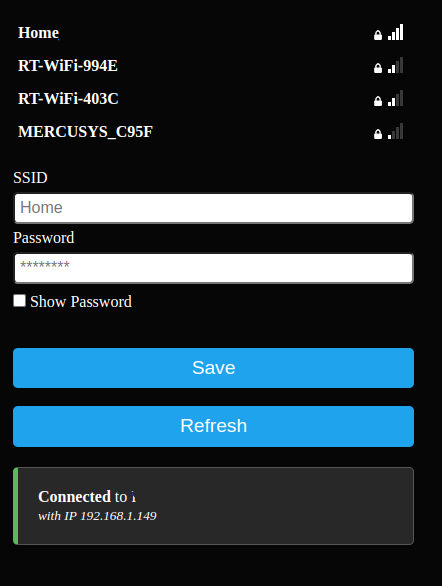 Home
RT-WiFi-994E
RT-WiFi-403C
MERCUSYS_C95F
SSID
Home
Password
********
Show Password
Save
Refresh
Connected to
with IP 192.168.1.149